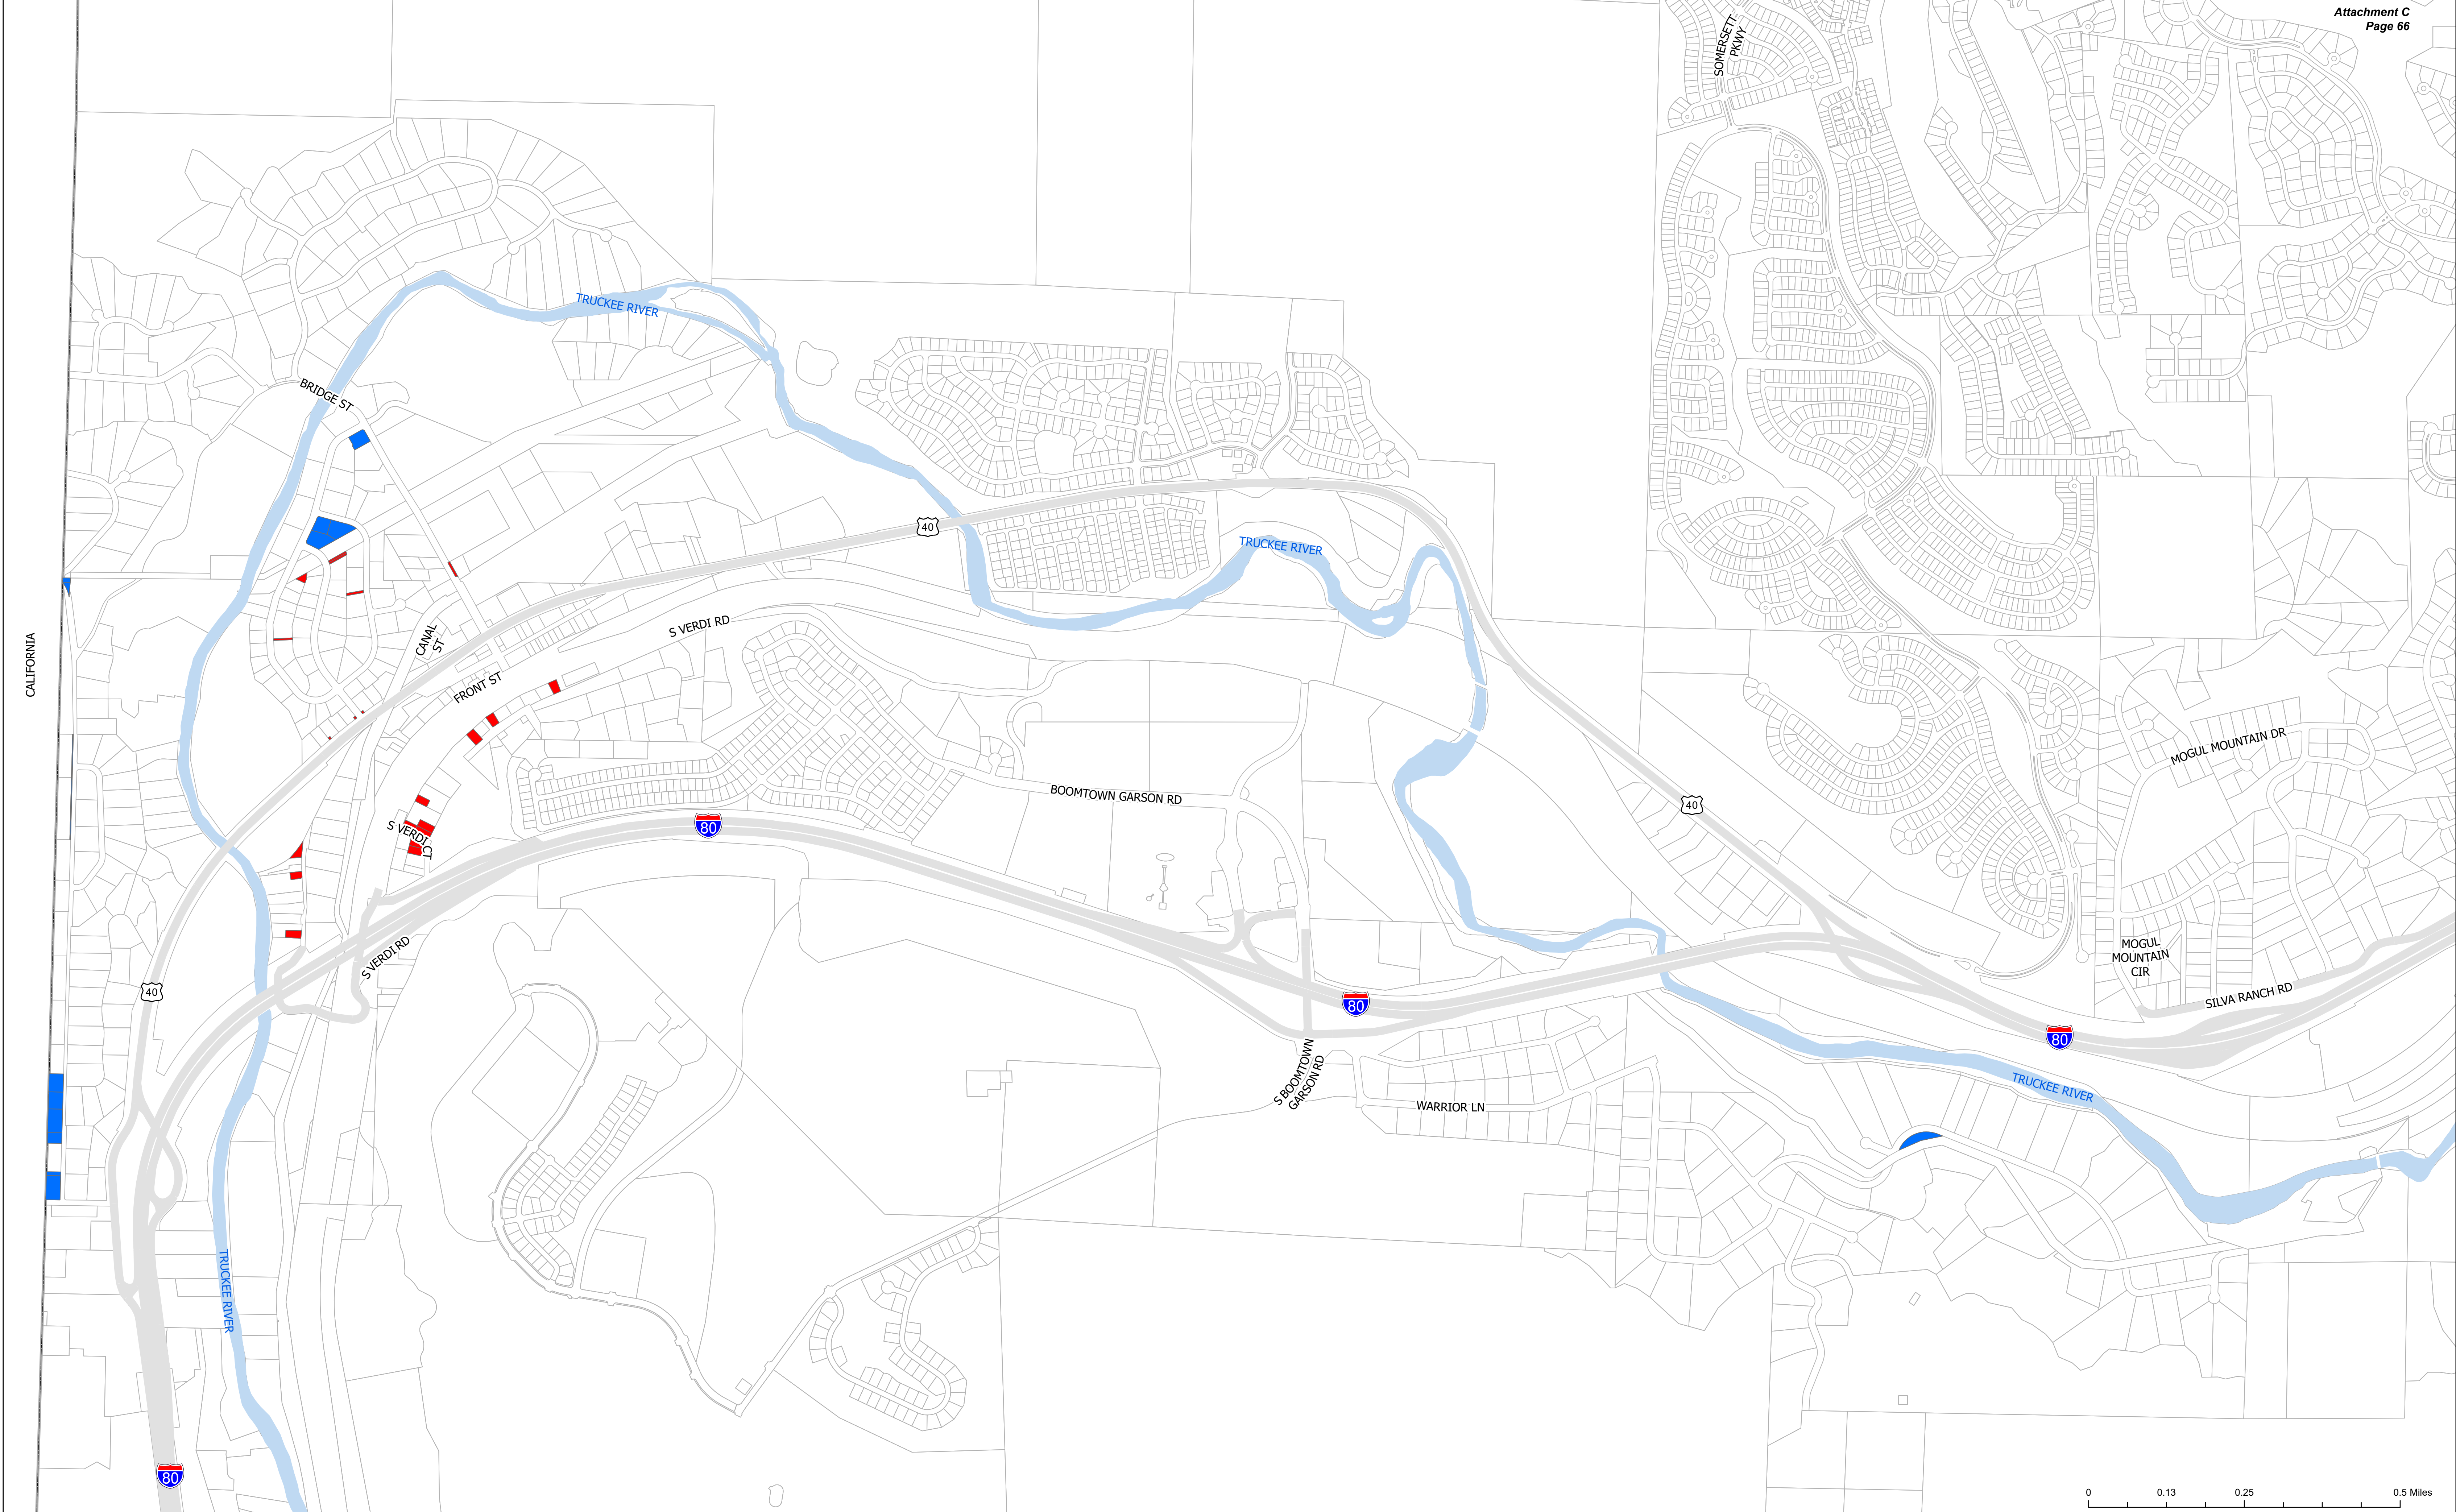 Attachment C
Page 66
SOMERSETT
PKWY
TRUCKEE RIVER
BRIDGE ST
40
TRUCKEE RIVER
CANAL
ST
S VERDI RD
CALIFORNIA
FRONT ST
MOGUL MOUNTAIN DR
BOOMTOWN GARSON RD
40
80
S VERDI CT
S VERDI RD
MOGUL
MOUNTAIN
CIR
40
80
SILVA RANCH RD
80
S BOOMTOWN
GARSON RD
TRUCKEE RIVER
WARRIOR LN
TRUCKEE RIVER
80
0 0.13 0.25 0.5 Miles